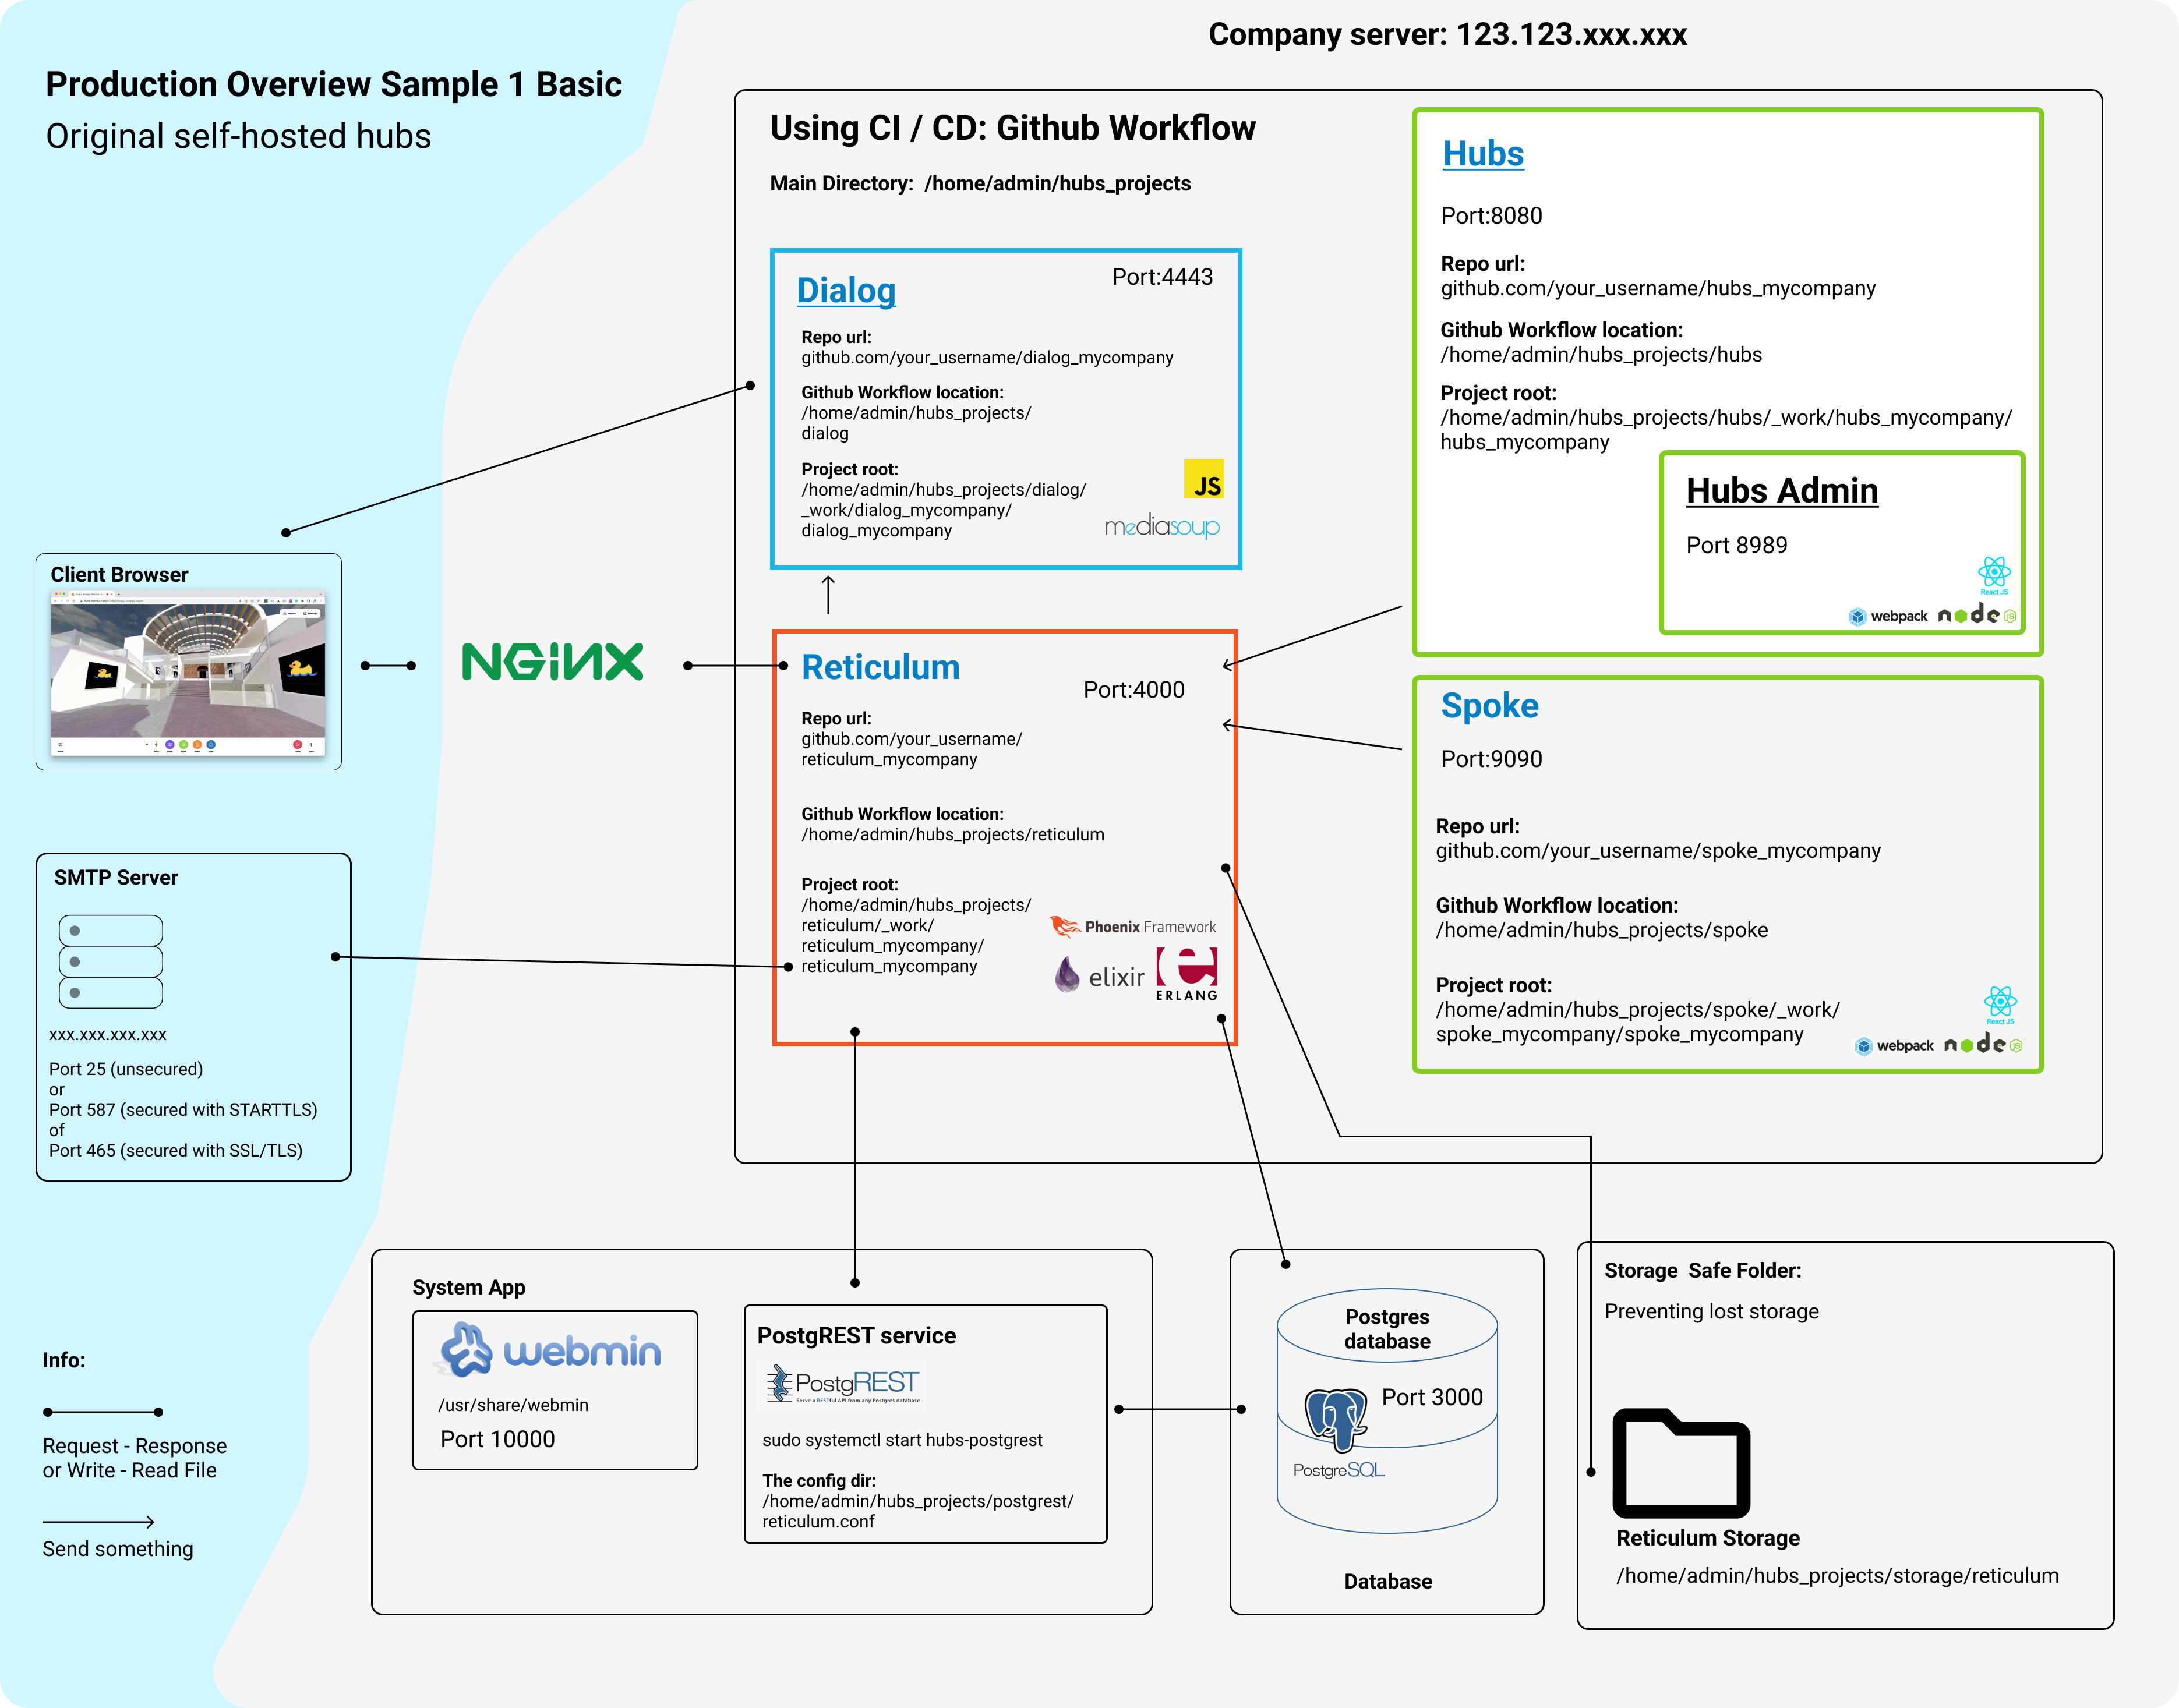 Company server: 123.123.xxx.xxx
Production Overview Sample 1 Basic
Original self-hosted hubs
Using CI / CD: Github Workflow
Main Directory:  /home/admin/hubs_projects
Dialog
Port:4443
Repo url:
github.com/your_username/dialog_mycompany
Github Workflow location:
/home/admin/hubs_projects/
dialog
Project root:
/home/admin/hubs_projects/dialog/
_work/dialog_mycompany/
dialog_mycompany
JS
mediasoup
Hubs
Port:8080
Repo url:
github.com/your_username/hubs_mycompany
Github Workflow location:
/home/admin/hubs_projects/hubs
Project root:
/home/admin/hubs_projects/hubs/_work/hubs_mycompany/
hubs_mycompany
Hubs Admin
Port 8989
React JS
webpack
node JS
Client Browser
NGINX
Reticulum
Port:4000
Repo url:
github.com/your_username/
reticulum_mycompany
Github Workflow location:
/home/admin/hubs_projects/reticulum
Project root:
/home/admin/hubs_projects/
reticulum/_work/
reticulum_mycompany/
reticulum_mycompany
Phoenix Framework
elixir
e
ERLANG
Spoke
Port:9090
Repo url:
github.com/your_username/spoke_mycompany
Github Workflow location:
/home/admin/hubs_projects/spoke
Project root:
/home/admin/hubs_projects/spoke/_work/
spoke_mycompany/spoke_mycompany
React JS
webpack
node JS
SMTP Server
xxx.xxx.xxx.xxx
Port 25 (unsecured)
or
Port 587 (secured with STARTTLS)
of
Port 465 (secured with SSL/TLS)
System App
webmin
/usr/share/webmin
Port 10000
PostgREST service
PostgREST
Serve a RESTful API from any Postgres database
sudo systemctl start hubs-postgrest
The config dir:
/home/admin/hubs_projects/postgrest/
reticulum.conf
Postgres
database
Port 3000
PostgreSQL
Database
Storage  Safe Folder:
Preventing lost storage
Reticulum Storage
/home/admin/hubs_projects/storage/reticulum
Info:
Request - Response
or Write - Read File
Send something